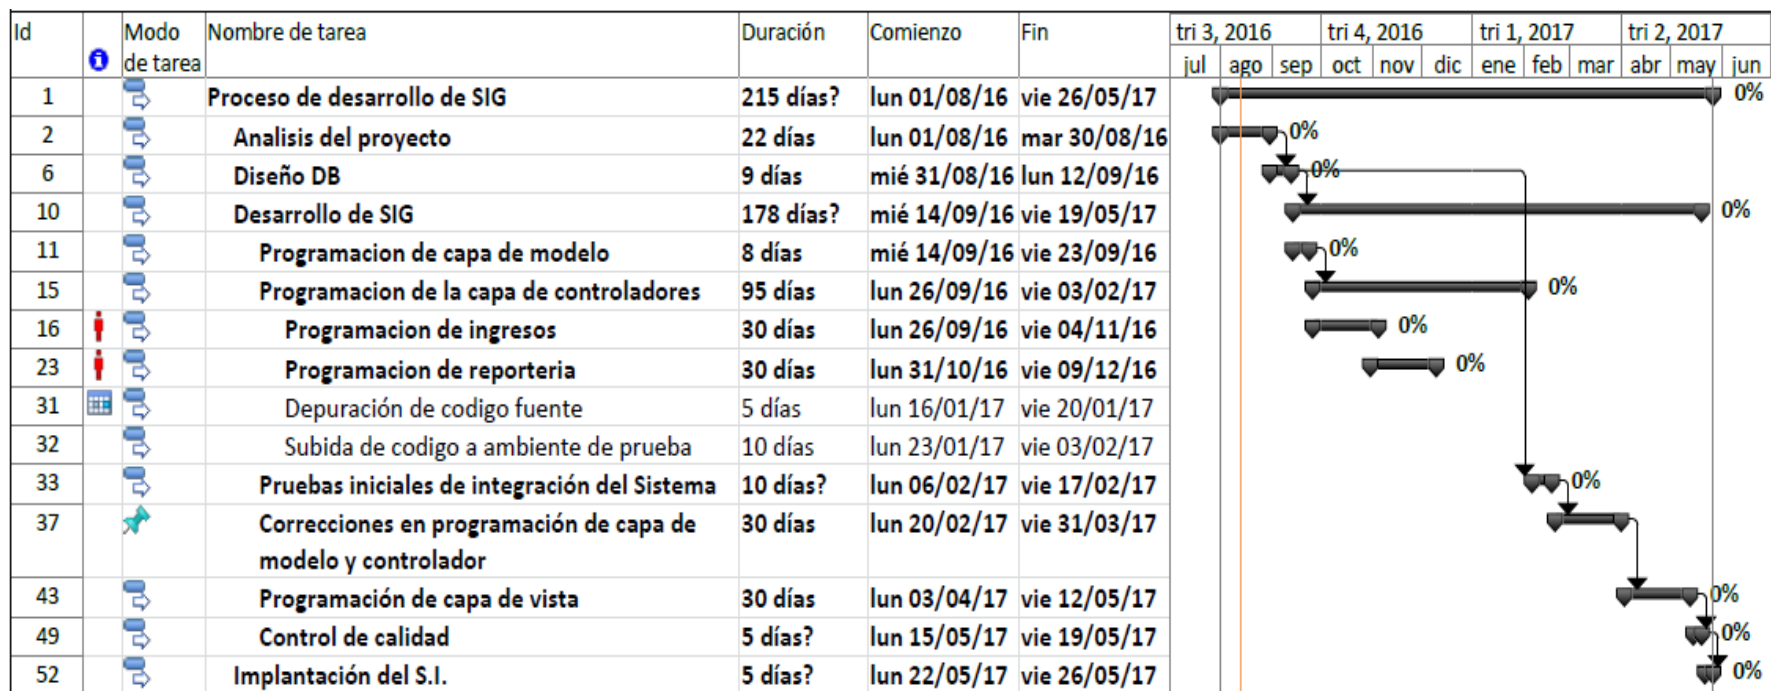 Id Modo de tarea Nombre de tarea Duración Comienzo Fin tri 3, 2016 tri 4, 2016 tri 1, 2017 tri 2, 2017
jul ago sep oct nov dic ene feb mar abr may jun
1 Proceso de desarrollo de SIG 215 días? lun 01/08/16 vie 26/05/17 0%
2 Analisis del proyecto 22 días lun 01/08/16 mar 30/08/16 0%
6 Diseño DB 9 días mié 31/08/16 lun 12/09/16 0%
10 Desarrollo de SIG 178 días? mié 14/09/16 vie 19/05/17 0%
11 Programacion de capa de modelo 8 días mié 14/09/16 vie 23/09/16 0%
15 Programacion de la capa de controladores 95 días lun 26/09/16 vie 03/02/17 0%
16 Programacion de ingresos 30 días lun 26/09/16 vie 04/11/16 0%
23 Programacion de reporteria 30 días lun 31/10/16 vie 09/12/16 0%
31 Depuración de codigo fuente 5 días lun 16/01/17 vie 20/01/17
32 Subida de codigo a ambiente de prueba 10 días lun 23/01/17 vie 03/02/17
33 Pruebas iniciales de integración del Sistema 10 días? lun 06/02/17 vie 17/02/17 0%
37 Correcciones en programación de capa de 30 días lun 20/02/17 vie 31/03/17 0%
modelo y controlador
43 Programación de capa de vista 30 días lun 03/04/17 vie 12/05/17 0%
49 Control de calidad 5 días? lun 15/05/17 vie 19/05/17 0%
52 Implantación del S.I. 5 días? lun 22/05/17 vie 26/05/17 0%